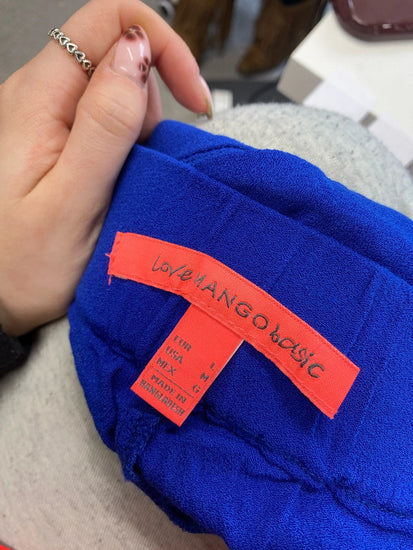 love MANGO basic
EUR L
USA M
MEX G
MADE IN
BANGLADESH